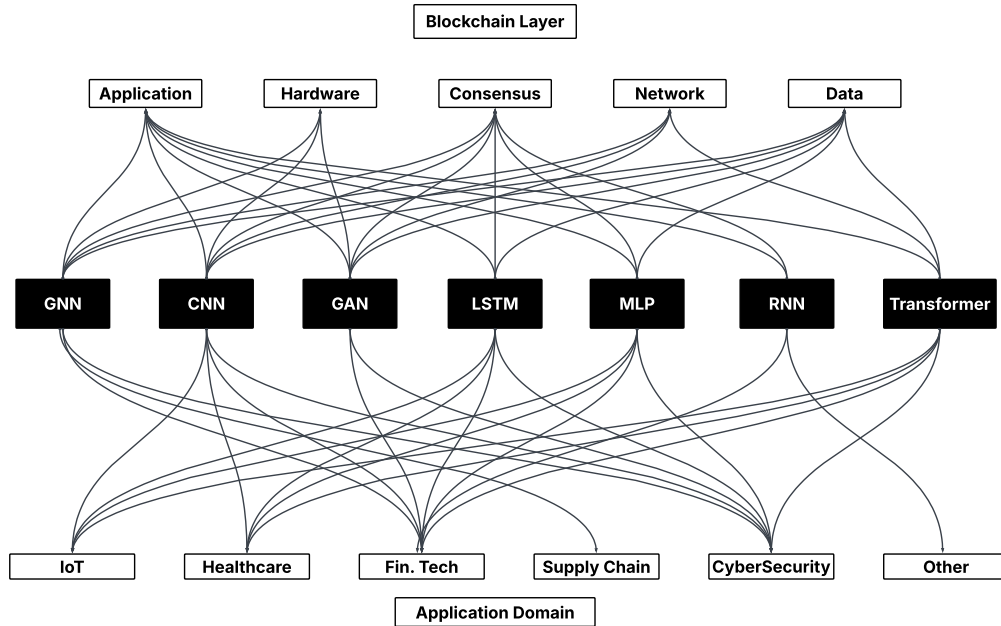 Blockchain Layer
Application Hardware Consensus Network Data
GNN CNN GAN LSTM MLP RNN Transformer
IoT Healthcare Fin. Tech Supply Chain CyberSecurity Other
Application Domain